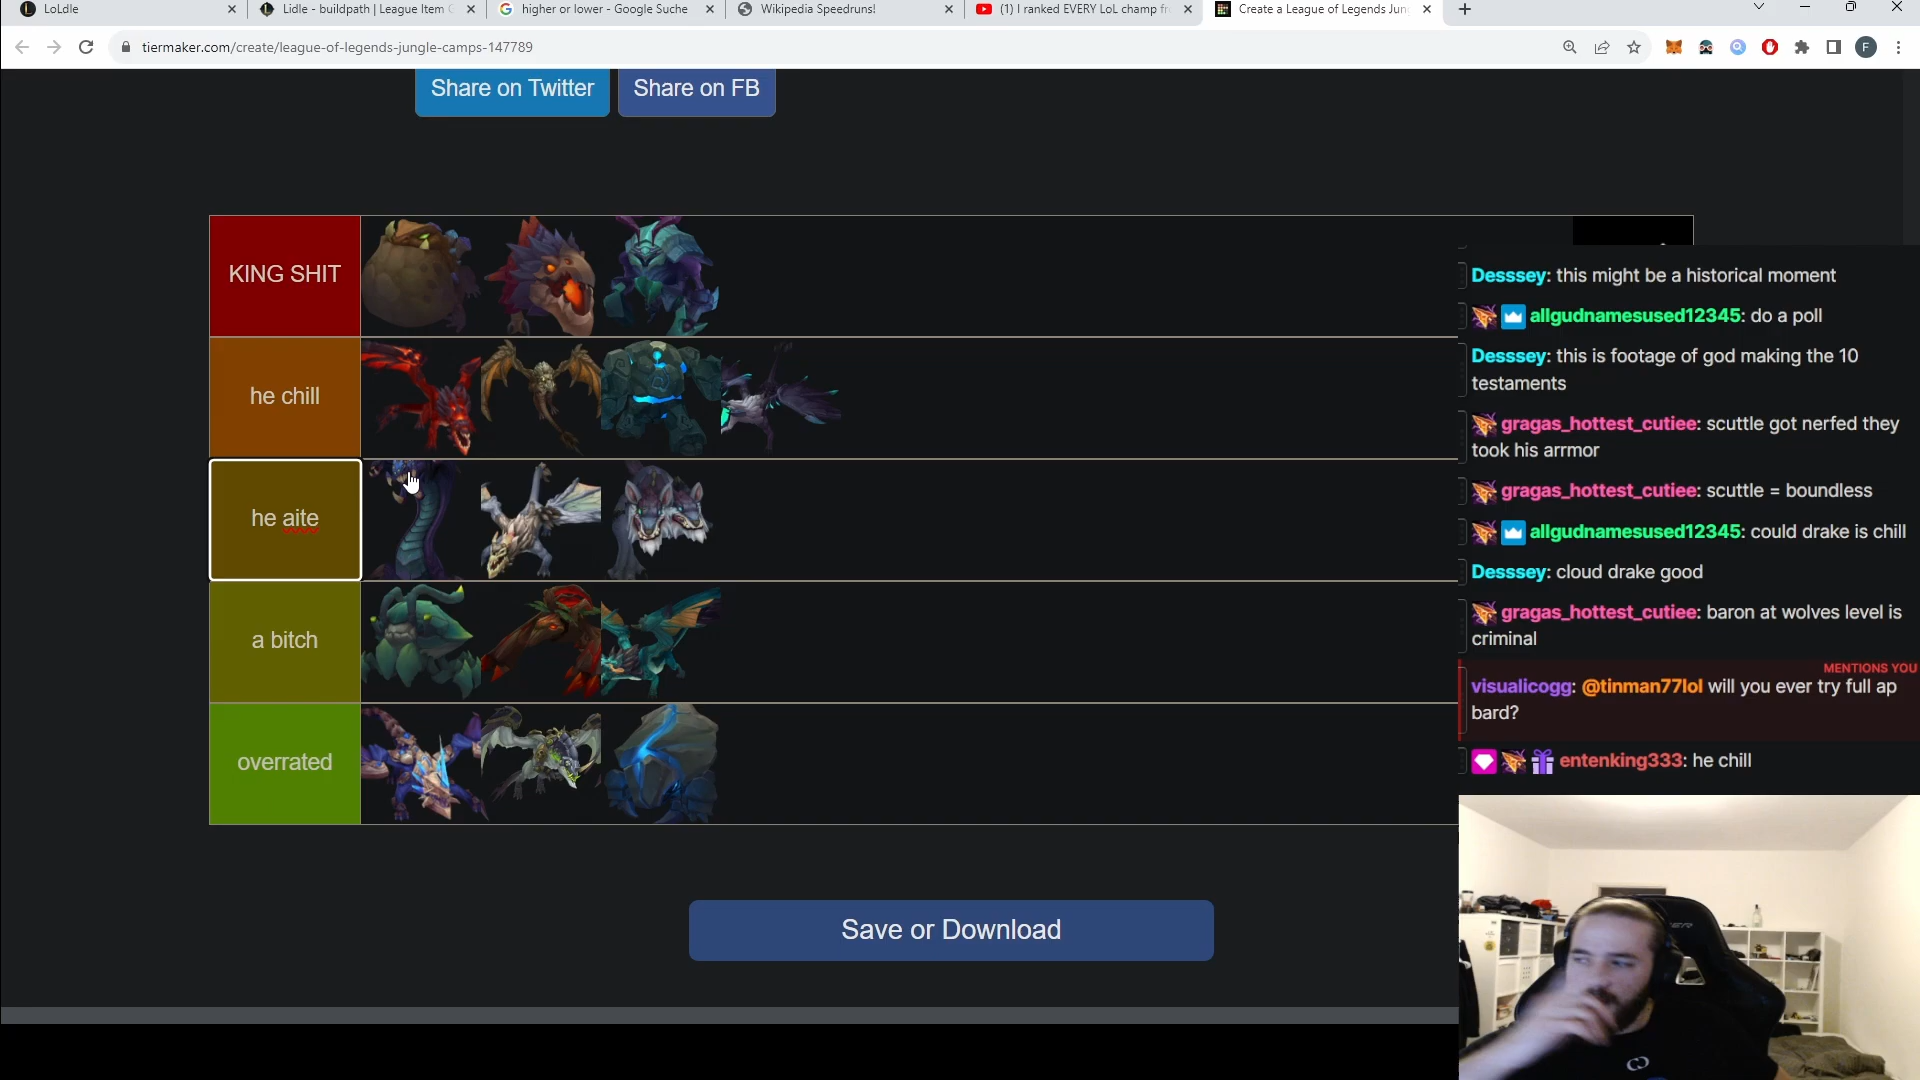 LoLdle
Lidle - buildpath | League Item G
higher or lower - Google Suche
Wikipedia Speedruns!
(1) I ranked EVERY LoL champ fr
Create a League of Legends Jun
tiermaker.com/create/league-of-legends-jungle-camps-147789
F
Share on Twitter
Share on FB
KING SHIT
he chill
he aite
a bitch
overrated
Save or Download
Desssey: this might be a historical moment
allgudnamesused12345: do a poll
Desssey: this is footage of god making the 10
testaments
gragas_hottest_cutiee: scuttle got nerfed they
took his arrmor
gragas_hottest_cutiee: scuttle = boundless
allgudnamesused12345: could drake is chill
Desssey: cloud drake good
gragas_hottest_cutiee: baron at wolves level is
criminal
MENTIONS YOU
visualicogg: @tinman77lol will you ever try full ap
bard?
entenking333: he chill